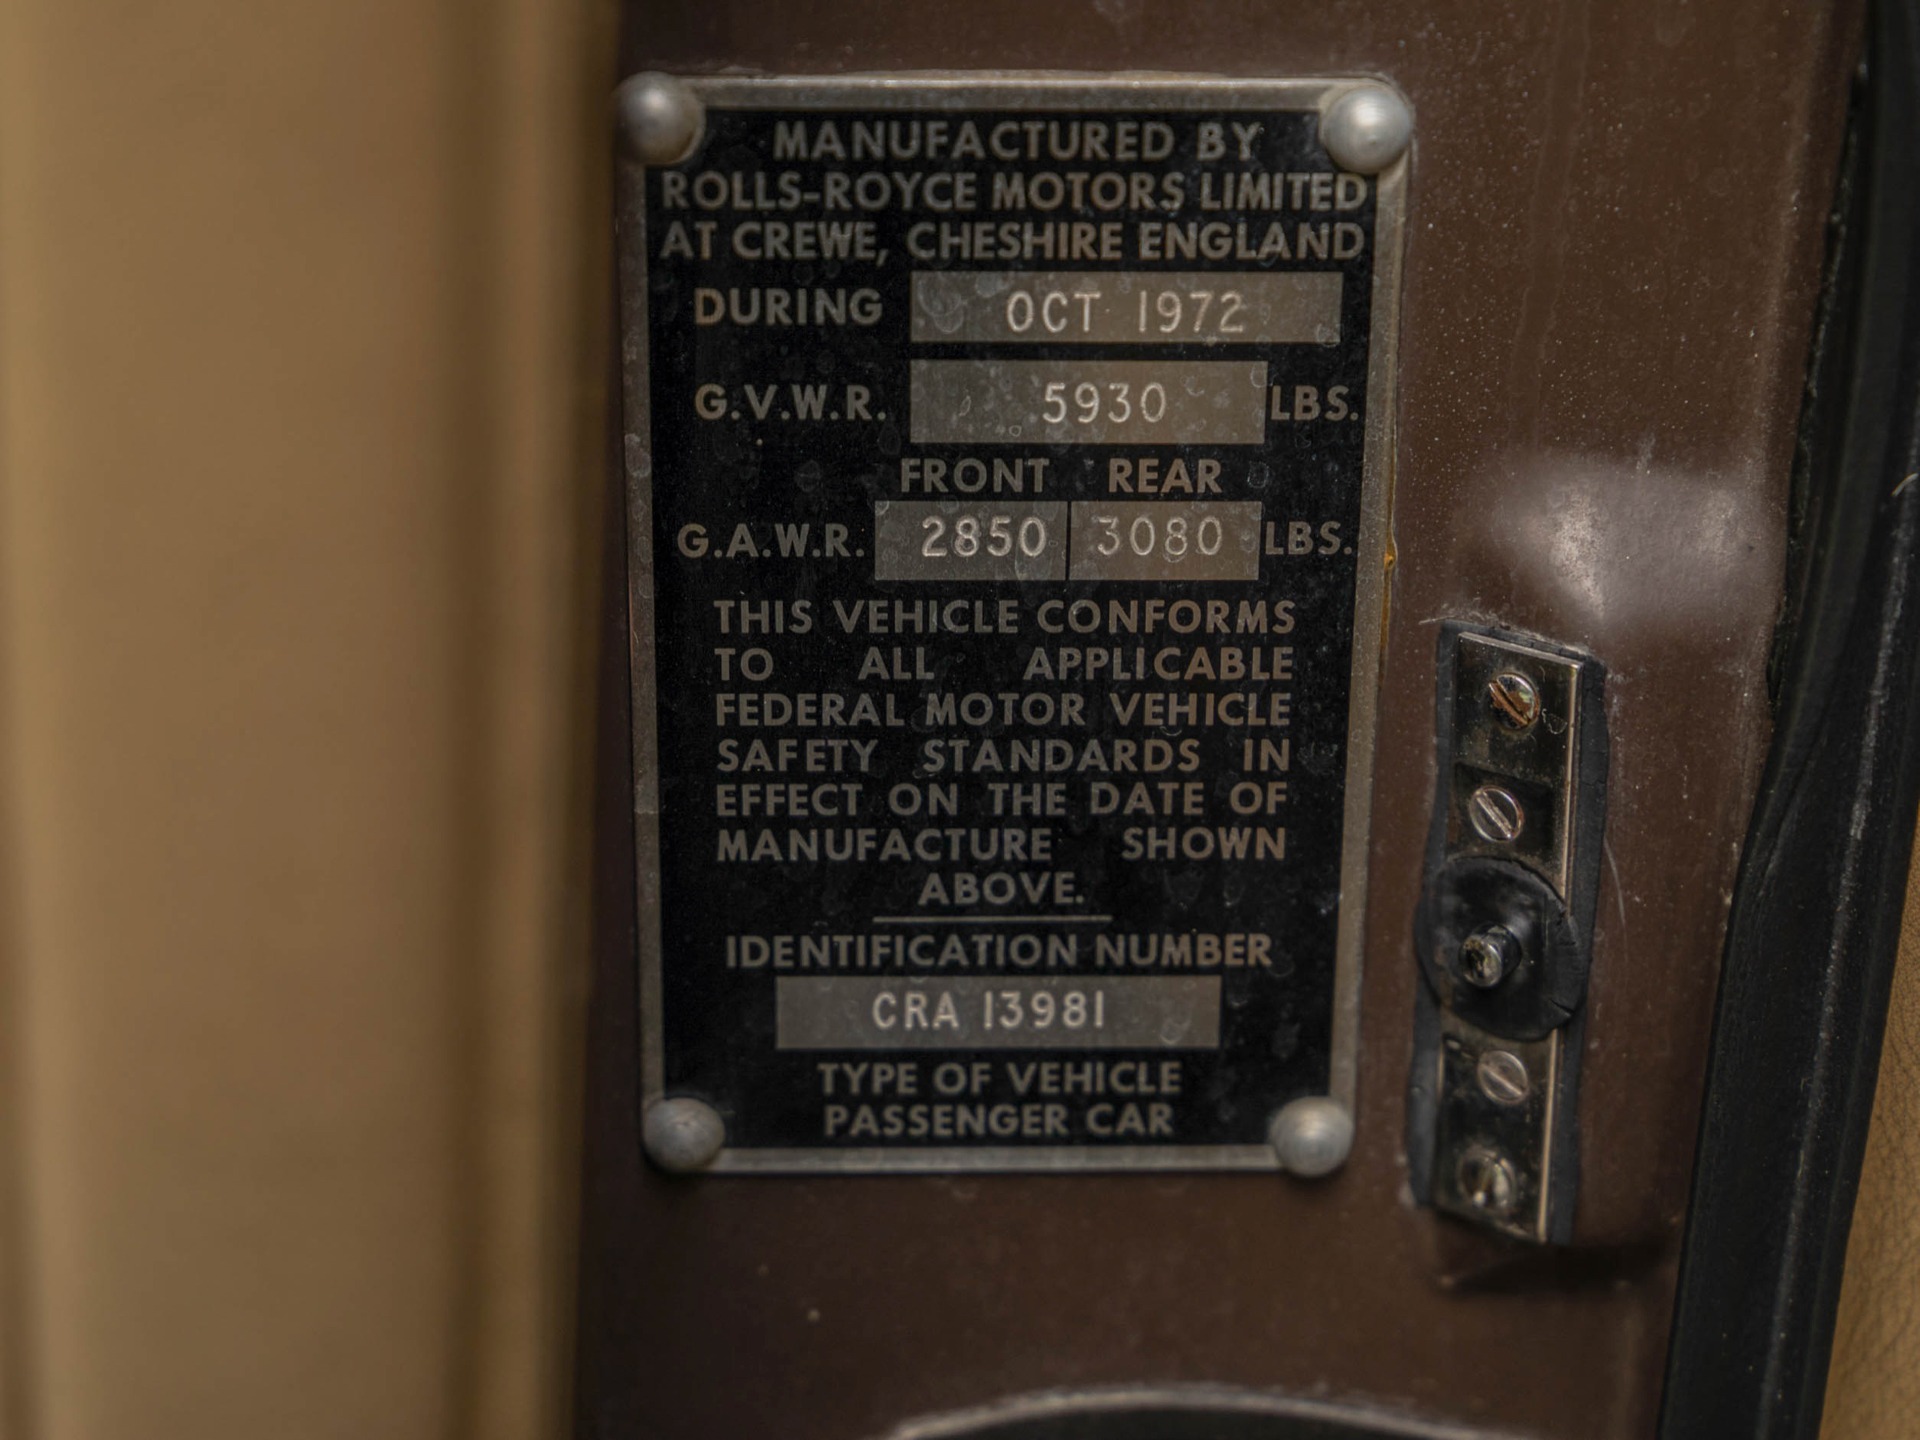 MANUFACTURED BY
ROLLS-ROYCE MOTORS LIMITED
AT CREWE, CHESHIRE ENGLAND
DURING OCT 1972
G.V.W.R. 5930 LBS.
FRONT REAR
G.A.W.R. 2850 3080 LBS.
THIS VEHICLE CONFORMS
TO ALL APPLICABLE
FEDERAL MOTOR VEHICLE
SAFETY STANDARDS IN
EFFECT ON THE DATE OF
MANUFACTURE SHOWN
ABOVE.
IDENTIFICATION NUMBER
CRA 13981
TYPE OF VEHICLE
PASSENGER CAR